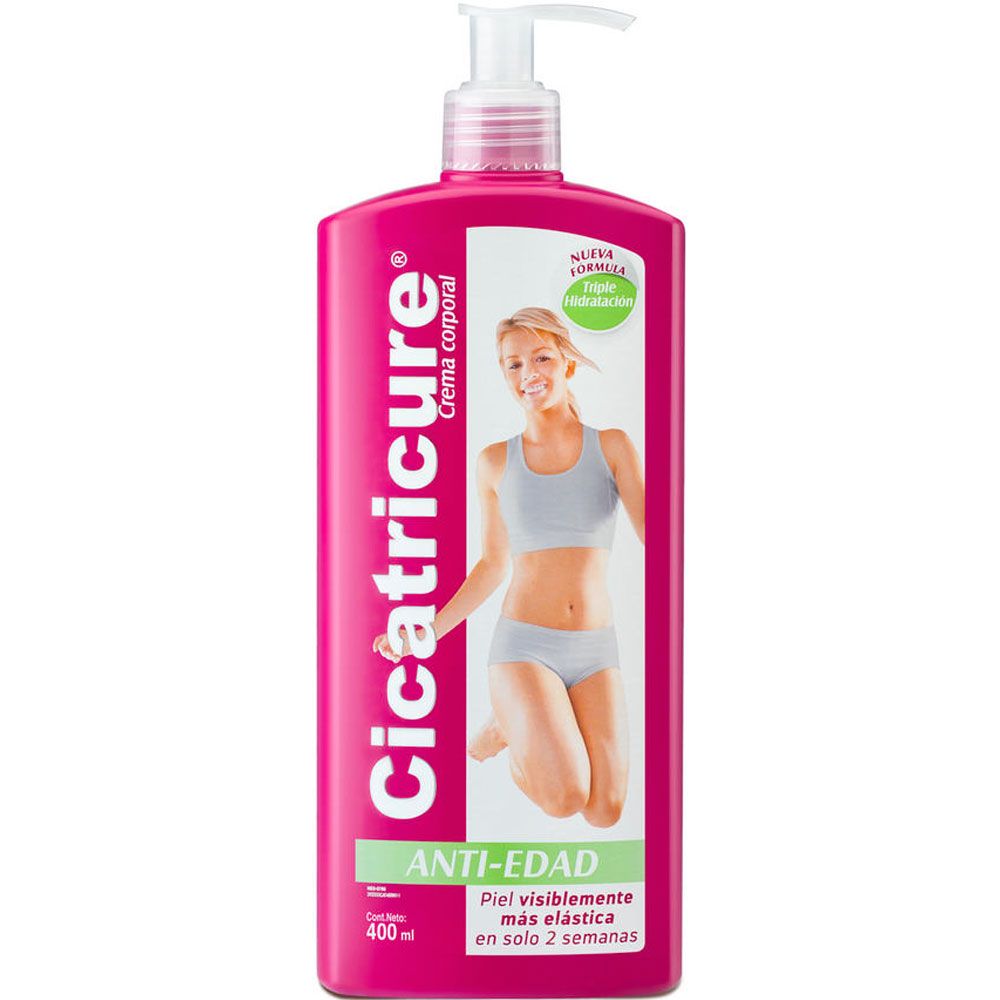 Cicatricure®
Crema corporal
NUEVA
FÓRMULA
Triple
Hidratación
ANTI-EDAD
Piel visiblemente
más elástica
en solo 2 semanas
Cont.Neto:
400 ml